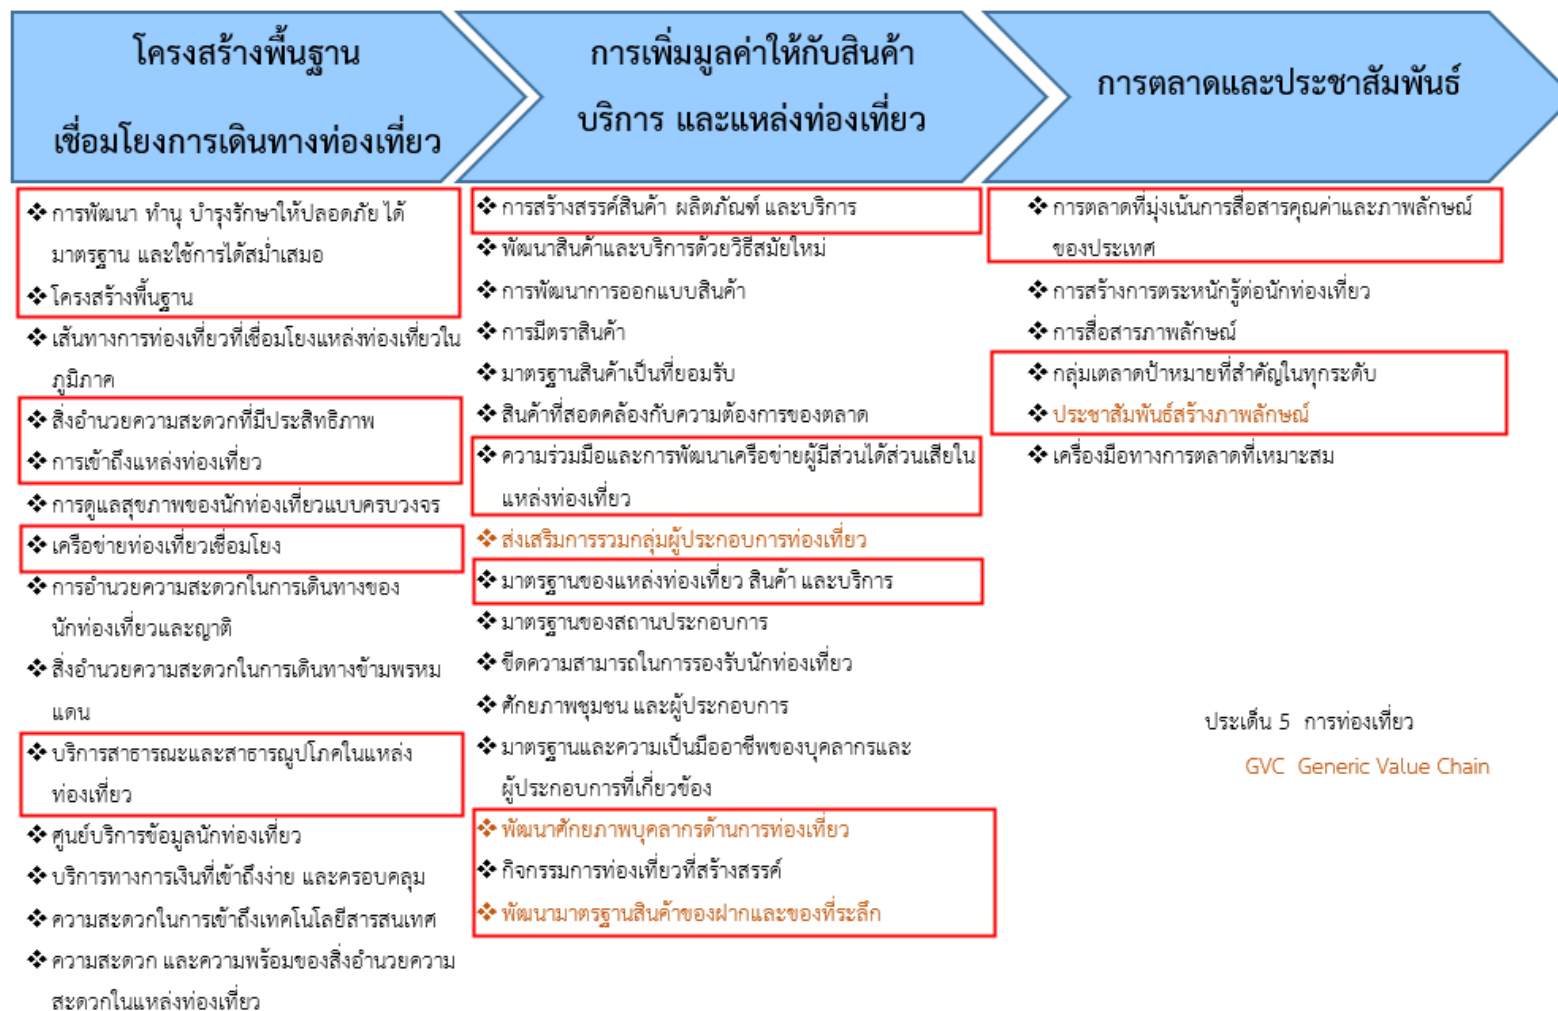 โครงสร้างพื้นฐาน
เชื่อมโยงการเดินทางท่องเที่ยว
❖ การพัฒนา ทำนุ บำรุงรักษาให้ปลอดภัย ได้
มาตรฐาน และใช้การได้สม่ำเสมอ
❖ โครงสร้างพื้นฐาน
❖ เส้นทางการท่องเที่ยวที่เชื่อมโยงแหล่งท่องเที่ยวใน
ภูมิภาค
❖ สิ่งอำนวยความสะดวกที่มีประสิทธิภาพ
❖ การเข้าถึงแหล่งท่องเที่ยว
❖ การดูแลสุขภาพของนักท่องเที่ยวแบบครบวงจร
❖ เครือข่ายท่องเที่ยวเชื่อมโยง
❖ การอำนวยความสะดวกในการเดินทางของ
นักท่องเที่ยวและญาติ
❖ สิ่งอำนวยความสะดวกในการเดินทางข้ามพรหม
แดน
❖ บริการสาธารณะและสาธารณูปโภคในแหล่ง
ท่องเที่ยว
❖ ศูนย์บริการข้อมูลนักท่องเที่ยว
❖ บริการทางการเงินที่เข้าถึงง่าย และครอบคลุม
❖ ความสะดวกในการเข้าถึงเทคโนโลยีสารสนเทศ
❖ ความสะดวก และความพร้อมของสิ่งอำนวยความ
สะดวกในแหล่งท่องเที่ยว
การเพิ่มมูลค่าให้กับสินค้า
บริการ และแหล่งท่องเที่ยว
❖ การสร้างสรรค์สินค้า ผลิตภัณฑ์ และบริการ
❖ พัฒนาสินค้าและบริการด้วยวิธีสมัยใหม่
❖ การพัฒนาการออกแบบสินค้า
❖ การมีตราสินค้า
❖ มาตรฐานสินค้าเป็นที่ยอมรับ
❖ สินค้าที่สอดคล้องกับความต้องการของตลาด
❖ ความร่วมมือและการพัฒนาเครือข่ายผู้มีส่วนได้ส่วนเสียใน
แหล่งท่องเที่ยว
❖ ส่งเสริมการรวมกลุ่มผู้ประกอบการท่องเที่ยว
❖ มาตรฐานของแหล่งท่องเที่ยว สินค้า และบริการ
❖ มาตรฐานของสถานประกอบการ
❖ ขีดความสามารถในการรองรับนักท่องเที่ยว
❖ ศักยภาพชุมชน และผู้ประกอบการ
❖ มาตรฐานและความเป็นมืออาชีพของบุคลากรและ
ผู้ประกอบการที่เกี่ยวข้อง
❖ พัฒนาศักยภาพบุคลากรด้านการท่องเที่ยว
❖ กิจกรรมการท่องเที่ยวที่สร้างสรรค์
❖ พัฒนามาตรฐานสินค้าของฝากและของที่ระลึก
การตลาดและประชาสัมพันธ์
❖ การตลาดที่มุ่งเน้นการสื่อสารคุณค่าและภาพลักษณ์
ของประเทศ
❖ การสร้างการตระหนักรู้ต่อนักท่องเที่ยว
❖ การสื่อสารภาพลักษณ์
❖ กลุ่มเตลาดป้าหมายที่สำคัญในทุกระดับ
❖ ประชาสัมพันธ์สร้างภาพลักษณ์
❖ เครื่องมือทางการตลาดที่เหมาะสม
ประเด็น 5 การท่องเที่ยว
GVC Generic Value Chain